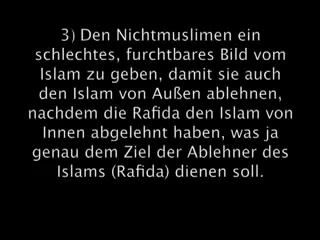 3) Den Nichtmuslimen ein
schlechtes, furchtbares Bild vom
Islam zu geben, damit sie auch
den Islam von Außen ablehnen,
nachdem die Rafida den Islam von
Innen abgelehnt haben, was ja
genau dem Ziel der Ablehner des
Islams (Rafida) dienen soll.